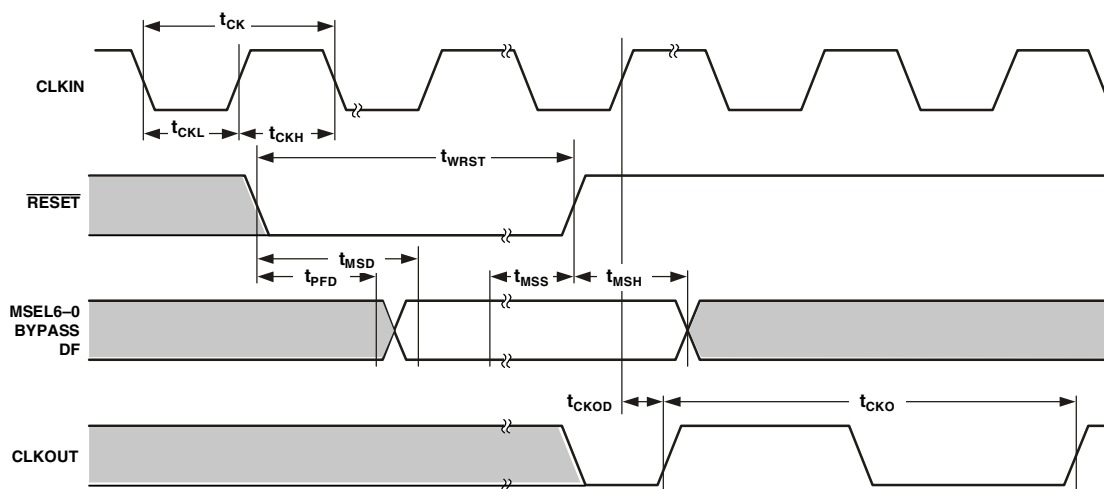 tCK
CLKIN
tCKL
tCKH
tWRST
RESET
tMSD
tPFD
tMSS
tMSH
MSEL6–0
BYPASS
DF
tCKOD
tCKO
CLKOUT